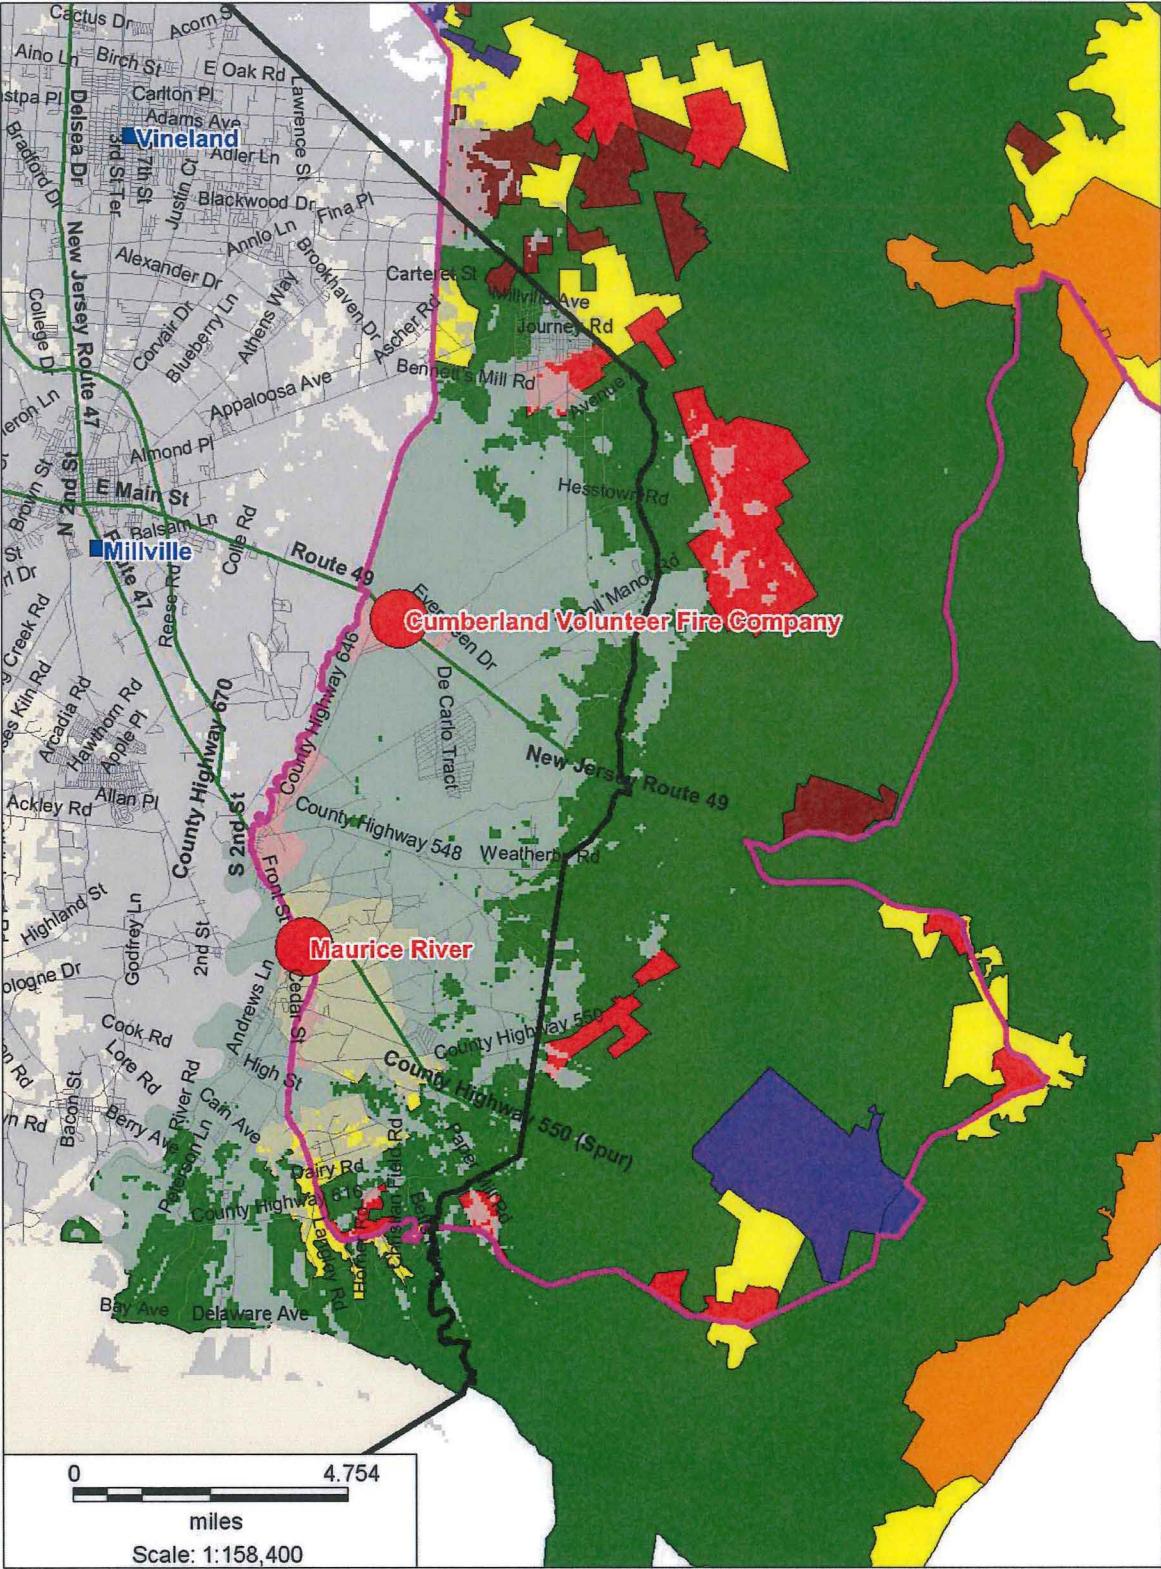 Cactus Dr
Acorn S
Aino Ln
Birch St
E Oak Rd
Carlton Pl
Lawrence St
Delsea Dr
Adams Ave
Vineland
Adler Ln
Bradford Dr
3rd St Ter
7th St
Justin Ct
Blackwood Dr
Fina Pl
Annlo Ln
New Jersey Route 47
Alexander Dr
Brookhaven Dr
Carteret St
Millville Ave
College Dr
Corvair Dr
Blueberry Ln
Athens Way
Ascher Rd
Journey Rd
Bennett's Mill Rd
Appaloosa Ave
Avenue
Almond Pl
Brown St
N 2nd St
E Main St
Hesstown Rd
Balsam Ln
Colle Rd
Millville
Route 49
Reese Rd
Cumberland Volunteer Fire Company
Creek Rd
County Highway 646
De Carlo Tract
Arcadia Rd
Hawthorn Rd
Apple Pl
County Highway 670
New Jersey Route 49
Allan Pl
Ackley Rd
S 2nd St
County Highway 548
Weatherby Rd
Front St
Highland St
Godfrey Ln
2nd St
Maurice River
Andrews Ln
Cedar St
Cook Rd
County Highway 550
Lore Rd
High St
County Highway 550 (Spur)
River Rd
Cain Ave
Bacon St
Berry Ave
Peterson Ln
Dairy Rd
Christian Field Rd
Paper Mill Rd
County Highway 616
Langley Rd
Bay Ave
Delaware Ave
0
4.754
miles
Scale: 1:158,400